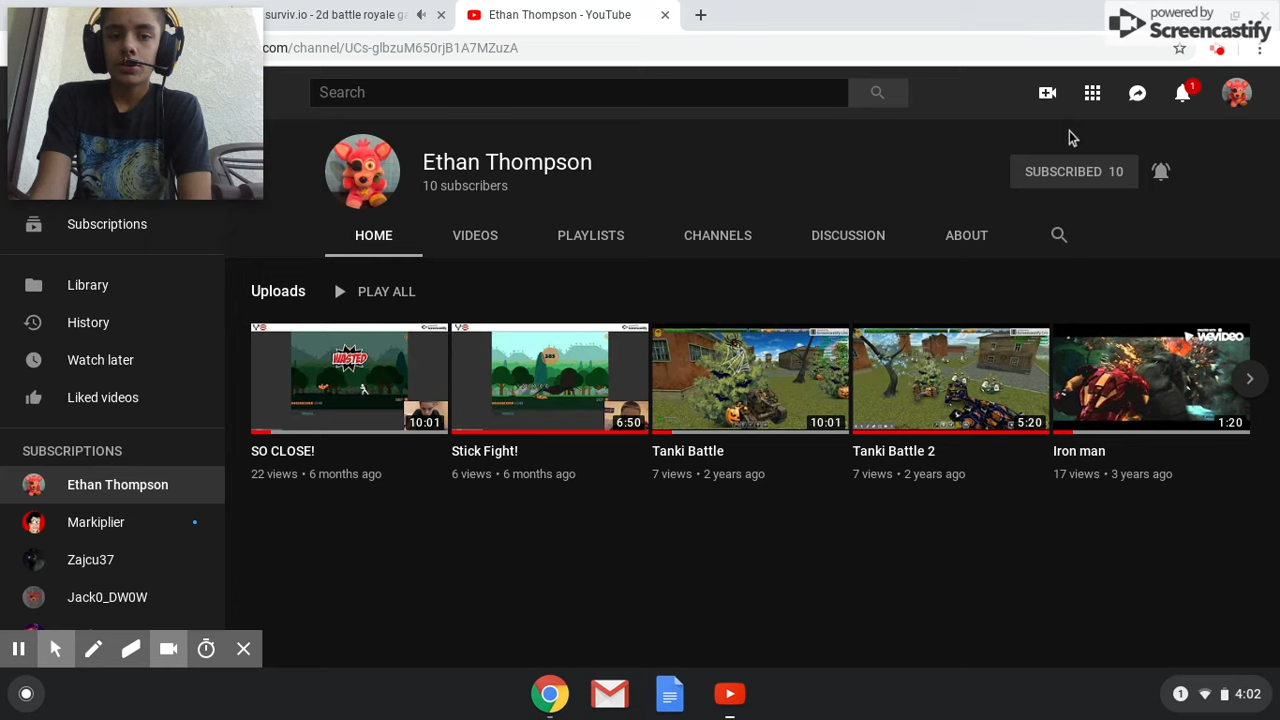 surviv.io - 2d battle royale ga
Ethan Thompson - YouTube
powered by
Screencastify
com/channel/UCs-glbzuM650rjB1A7MZuzA
Search
1
Ethan Thompson
10 subscribers
SUBSCRIBED 10
Subscriptions
HOME
VIDEOS
PLAYLISTS
CHANNELS
DISCUSSION
ABOUT
Library
Uploads
PLAY ALL
History
Watch later
Liked videos
WASTED
10:01
6:50
10:01
5:20
WeVideo
1:20
SUBSCRIPTIONS
SO CLOSE!
Stick Fight!
Tanki Battle
Tanki Battle 2
Iron man
22 views • 6 months ago
6 views • 6 months ago
7 views • 2 years ago
7 views • 2 years ago
17 views • 3 years ago
Ethan Thompson
Markiplier
Zajcu37
Jack0_DW0W
1
4:02